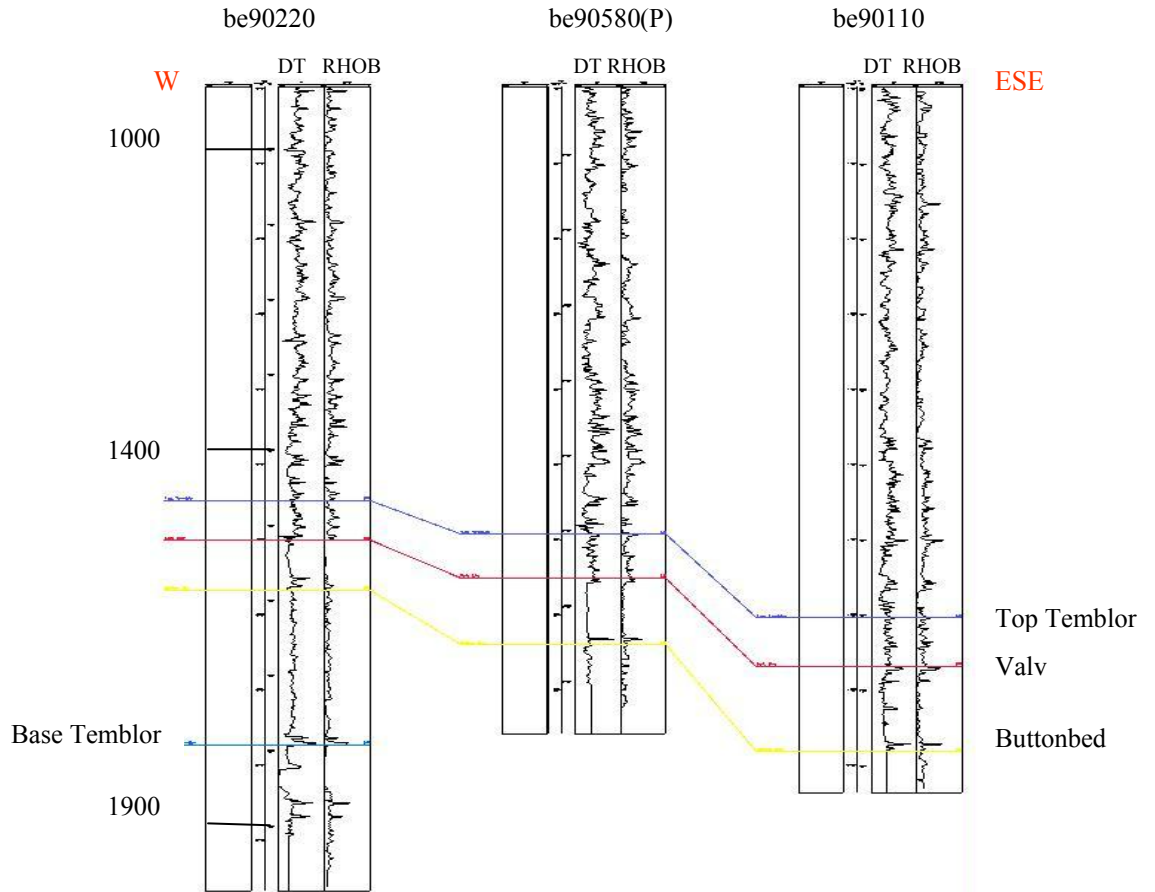 be90220 be90580(P) be90110
W DT RHOB DT RHOB DT RHOB ESE
1000
1400
Top Temblor
Valv
Buttonbed
Base Temblor
1900